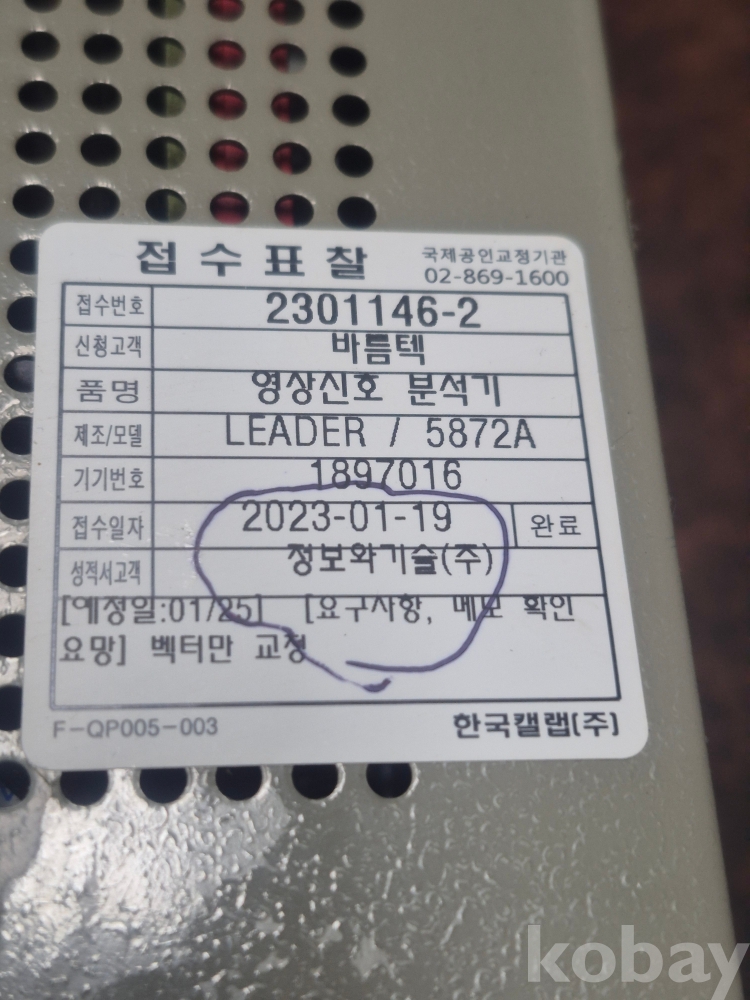 접수표찰 국제공인교정기관
02-869-1600
접수번호 2301146-2
신청고객 바름텍
품명 영상신호 분석기
제조/모델 LEADER / 5872A
기기번호 1897016
접수일자 2023-01-19 완료
성적서고객 정보와기술(주)
[예정일:01/25] [요구사항, 메모 확인
요망] 벡터만 교정
F-QP005-003 한국캘랩[주]
kobay